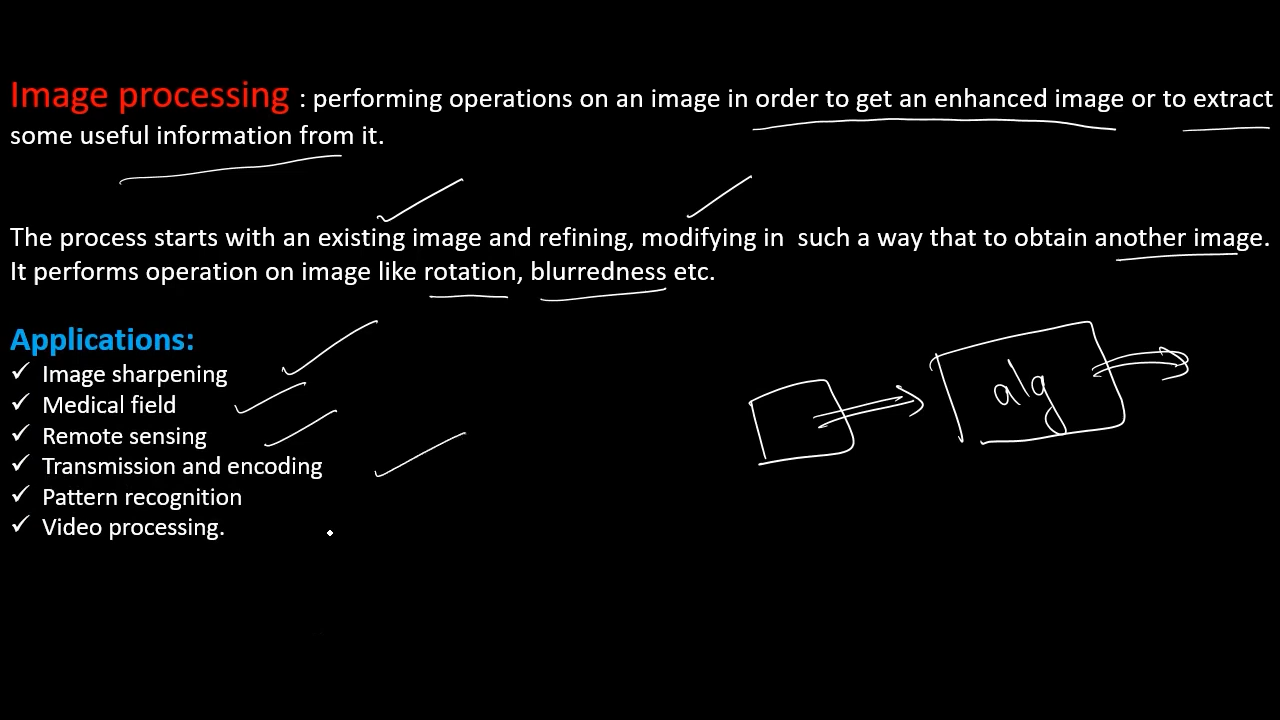 Image processing : performing operations on an image in order to get an enhanced image or to extract
some useful information from it.
The process starts with an existing image and refining, modifying in  such a way that to obtain another image.
It performs operation on image like rotation, blurredness etc.
Applications:
✓ Image sharpening
✓ Medical field
✓ Remote sensing
✓ Transmission and encoding
✓ Pattern recognition
✓ Video processing.
alg